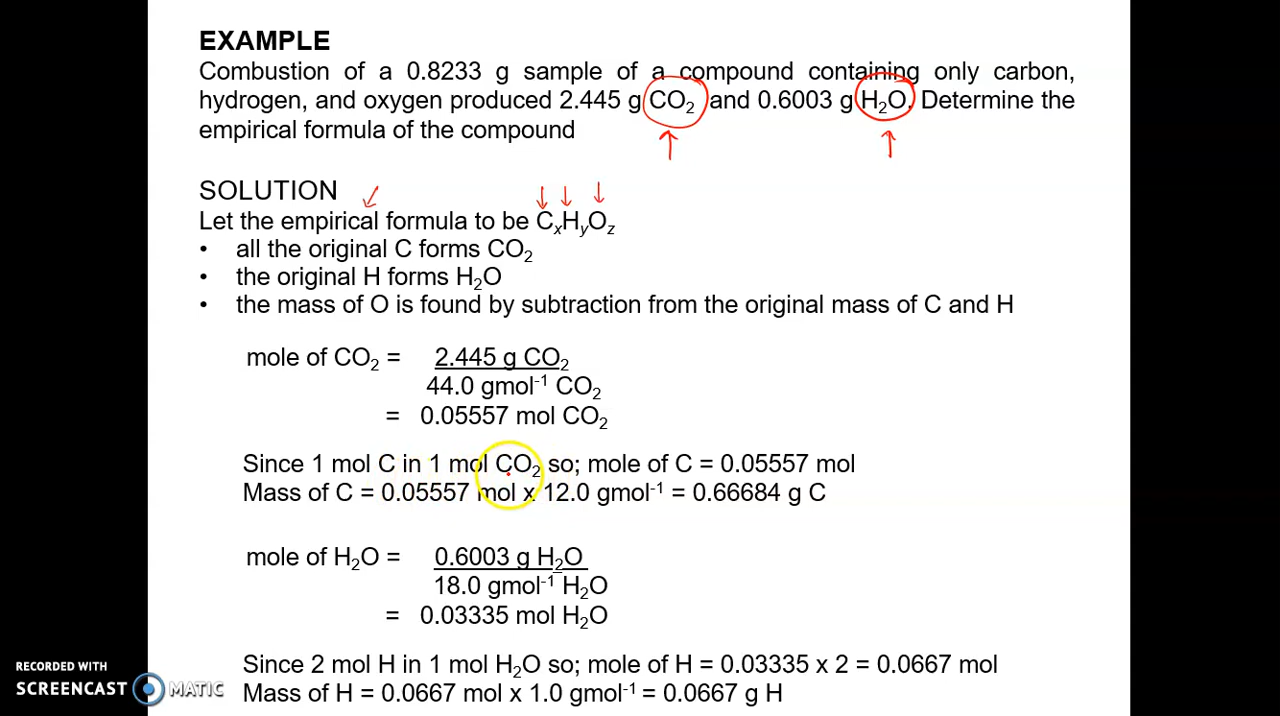 EXAMPLE
Combustion of a 0.8233 g sample of a compound containing only carbon,
hydrogen, and oxygen produced 2.445 g CO₂ and 0.6003 g H₂O. Determine the
empirical formula of the compound
SOLUTION
Let the empirical formula to be CₓHᵧO_z
• all the original C forms CO₂
• the original H forms H₂O
• the mass of O is found by subtraction from the original mass of C and H
mole of CO₂ = 2.445 g CO₂
44.0 gmol⁻¹ CO₂
= 0.05557 mol CO₂
Since 1 mol C in 1 mol CO₂ so; mole of C = 0.05557 mol
Mass of C = 0.05557 mol x 12.0 gmol⁻¹ = 0.66684 g C
mole of H₂O = 0.6003 g H₂O
18.0 gmol⁻¹ H₂O
= 0.03335 mol H₂O
Since 2 mol H in 1 mol H₂O so; mole of H = 0.03335 x 2 = 0.0667 mol
Mass of H = 0.0667 mol x 1.0 gmol⁻¹ = 0.0667 g H
RECORDED WITH
SCREENCAST MATIC